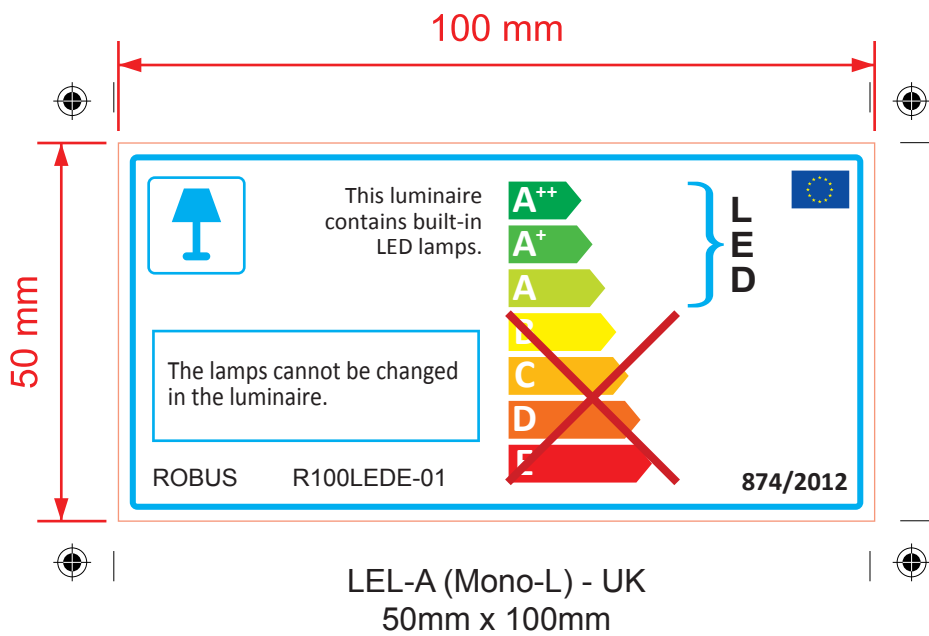 100 mm
50 mm
This luminaire
contains built-in
LED lamps.
A++
A+
A
B
C
D
E
L
E
D
The lamps cannot be changed
in the luminaire.
ROBUS R100LEDE-01
874/2012
LEL-A (Mono-L) - UK
50mm x 100mm